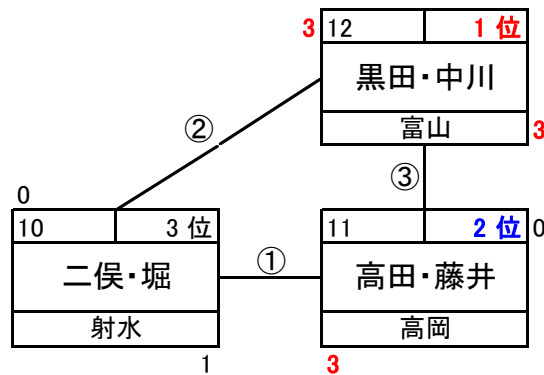 3 12 1 位
黒田・中川
富山 3
②
③
0
10 3 位
二俣・堀
射水
1
①
11 2 位 0
高田・藤井
高岡
3